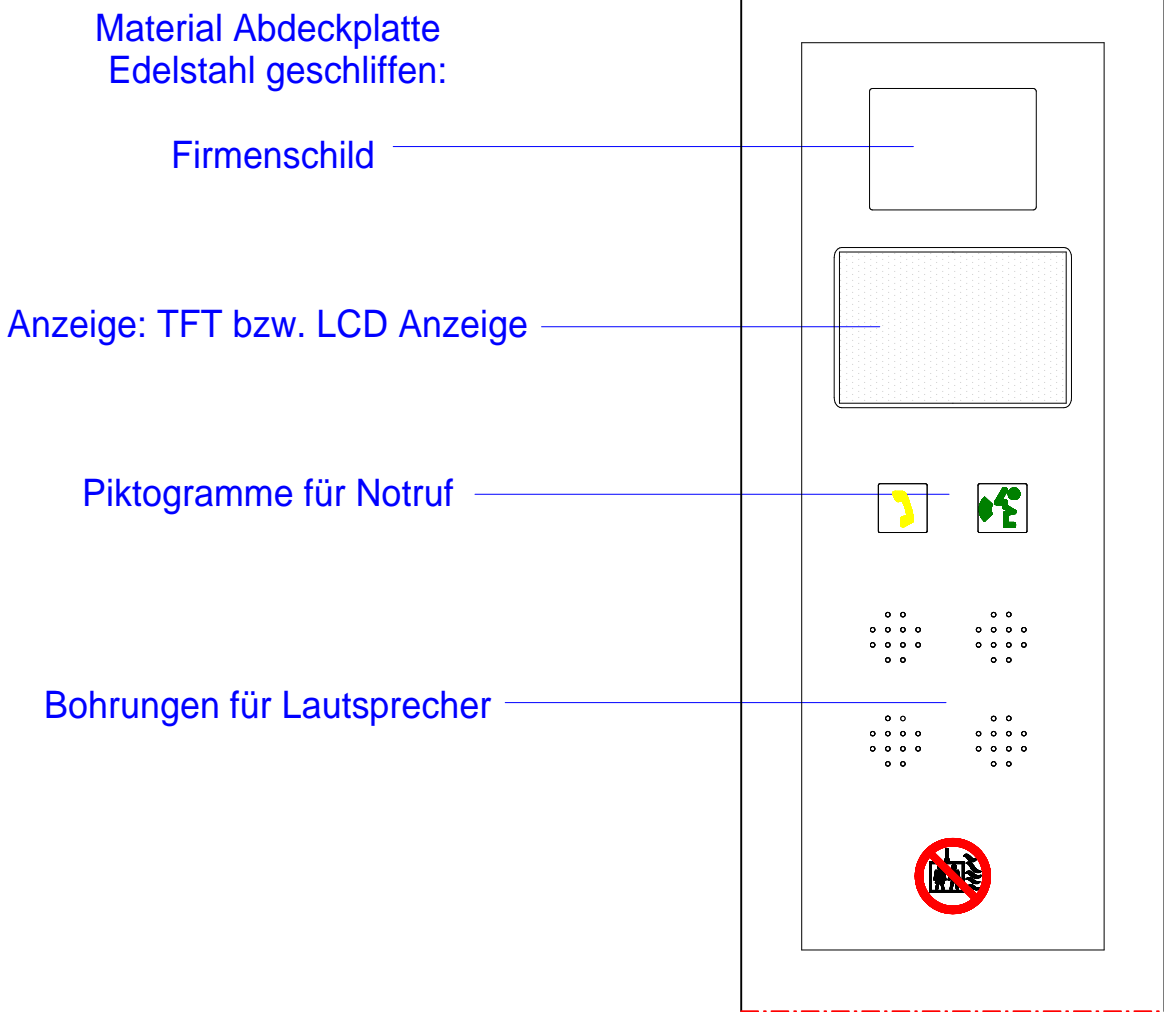 Material Abdeckplatte
Edelstahl geschliffen:
Firmenschild
Anzeige: TFT bzw. LCD Anzeige
Piktogramme für Notruf
Bohrungen für Lautsprecher